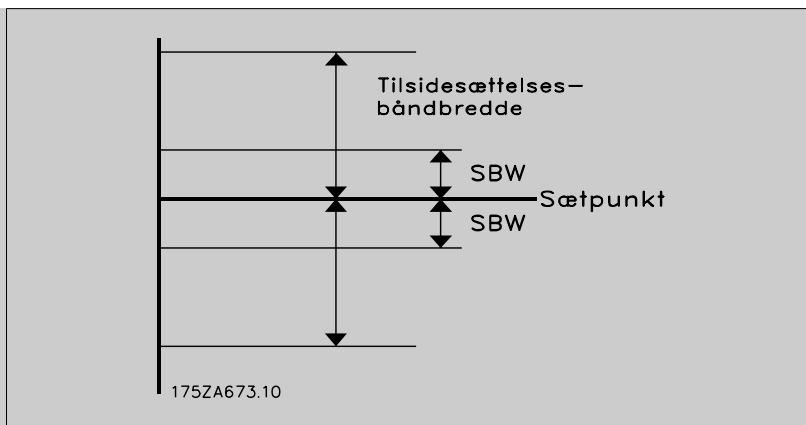 Tilsidesættelses–
båndbredde
SBW
Sætpunkt
SBW
175ZA673.10